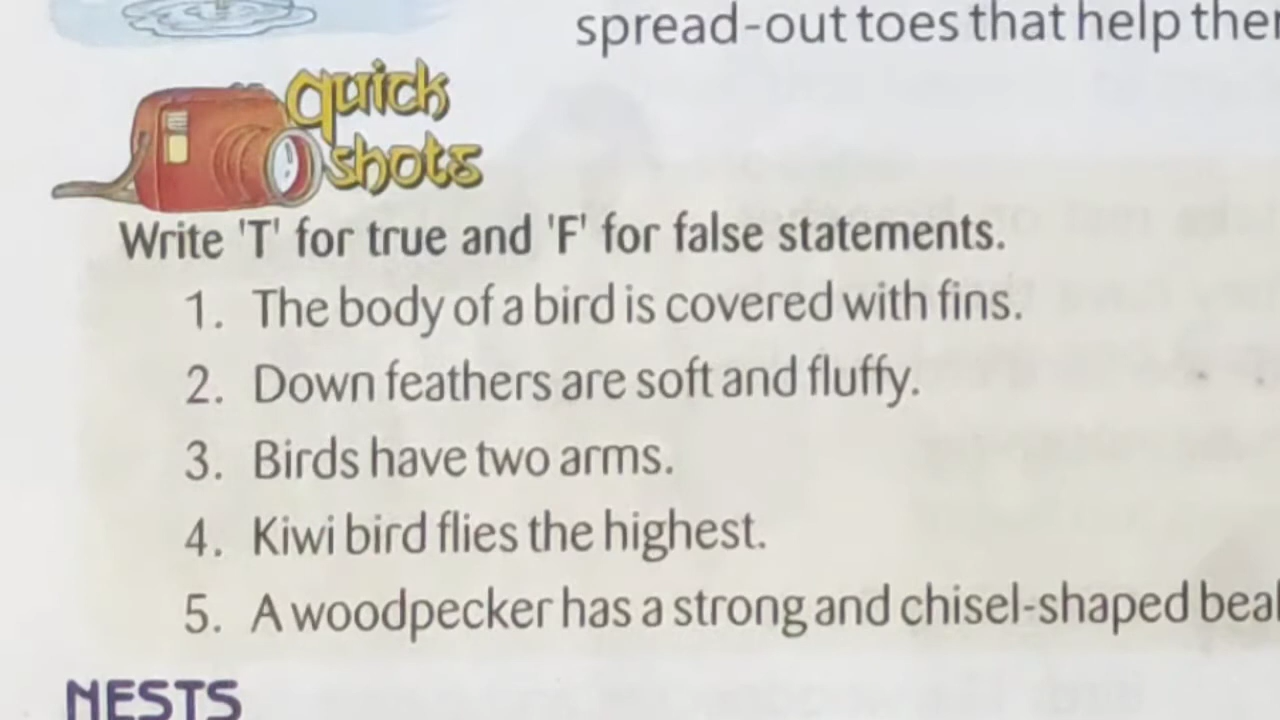 spread-out toes that help
quick
shots
Write 'T' for true and 'F' for false statements.
1. The body of a bird is covered with fins.
2. Down feathers are soft and fluffy.
3. Birds have two arms.
4. Kiwi bird flies the highest.
5. A woodpecker has a strong and chisel-shaped
NESTS